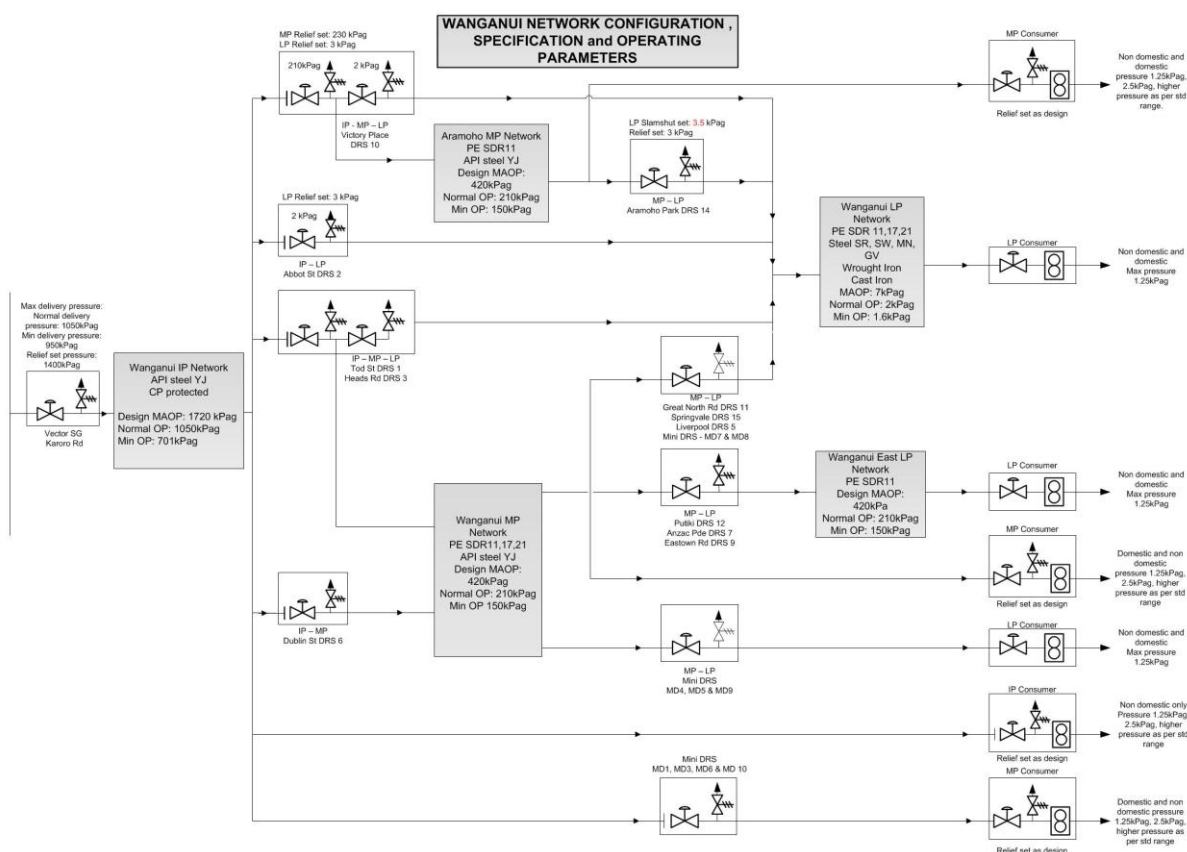 WANGANUI NETWORK CONFIGURATION ,
SPECIFICATION and OPERATING
PARAMETERS
MP Relief set: 230 kPag
LP Relief set: 3 kPag
210kPag
2 kPag
IP - MP – LP
Victory Place
DRS 10
Aramoho MP Network
PE SDR11
API steel YJ
Design MAOP:
420kPag
Normal OP: 210kPag
Min OP: 150kPag
LP Slamshut set: 3.5 kPag
Relief set: 3 kPag
MP – LP
Aramoho Park DRS 14
MP Consumer
Relief set as design
Non domestic and
domestic
pressure 1.25kPag,
2.5kPag, higher
pressure as per std
range.
LP Relief set: 3 kPag
2 kPag
IP – LP
Abbot St DRS 2
Wanganui LP
Network
PE SDR 11,17,21
Steel SR, SW, MN,
GV
Wrought Iron
Cast Iron
MAOP: 7kPag
Normal OP: 2kPag
Min OP: 1.6kPag
LP Consumer
Non domestic and
domestic
Max pressure
1.25kPag
Max delivery pressure:
Normal delivery
pressure: 1050kPag
Min delivery pressure:
950kPag
Relief set pressure:
1400kPag
Vector SG
Karoro Rd
Wanganui IP Network
API steel YJ
CP protected
Design MAOP: 1720 kPag
Normal OP: 1050kPag
Min OP: 701kPag
IP – MP – LP
Tod St DRS 1
Heads Rd DRS 3
MP – LP
Great North Rd DRS 11
Springvale DRS 15
Liverpool DRS 5
Mini DRS - MD7 & MD8
MP – LP
Putiki DRS 12
Anzac Pde DRS 7
Eastown Rd DRS 9
Wanganui East LP
Network
PE SDR11
Design MAOP:
420kPa
Normal OP: 210kPag
Min OP: 150kPag
LP Consumer
Non domestic and
domestic
Max pressure
1.25kPag
Wanganui MP
Network
PE SDR11,17,21
API steel YJ
Design MAOP:
420kPag
Normal OP: 210kPag
Min OP 150kPag
MP Consumer
Relief set as design
Domestic and non
domestic
pressure 1.25kPag,
2.5kPag, higher
pressure as per std
range
IP – MP
Dublin St DRS 6
MP – LP
Mini DRS
MD4, MD5 & MD9
LP Consumer
Non domestic and
domestic
Max pressure
1.25kPag
IP Consumer
Relief set as design
Non domestic only
Pressure 1.25kPag
2.5kPag, higher
pressure as per std
range
Mini DRS
MD1, MD3, MD6 & MD 10
MP Consumer
Relief set as design
Domestic and non
domestic pressure
1.25kPag, 2.5kPag,
higher pressure as
per std range